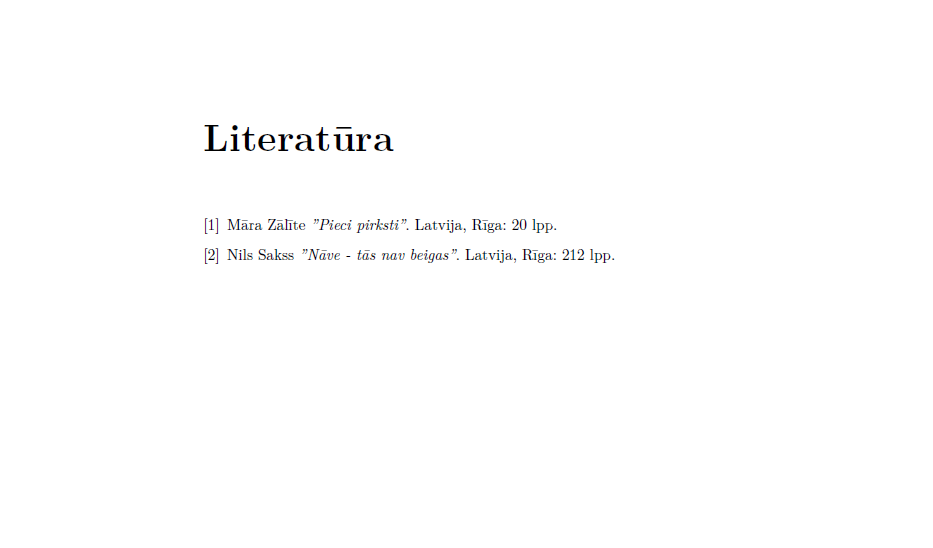 Literatūra
[1] Māra Zālīte ”Pieci pirksti”. Latvija, Rīga: 20 lpp.
[2] Nils Sakss ”Nāve - tās nav beigas”. Latvija, Rīga: 212 lpp.